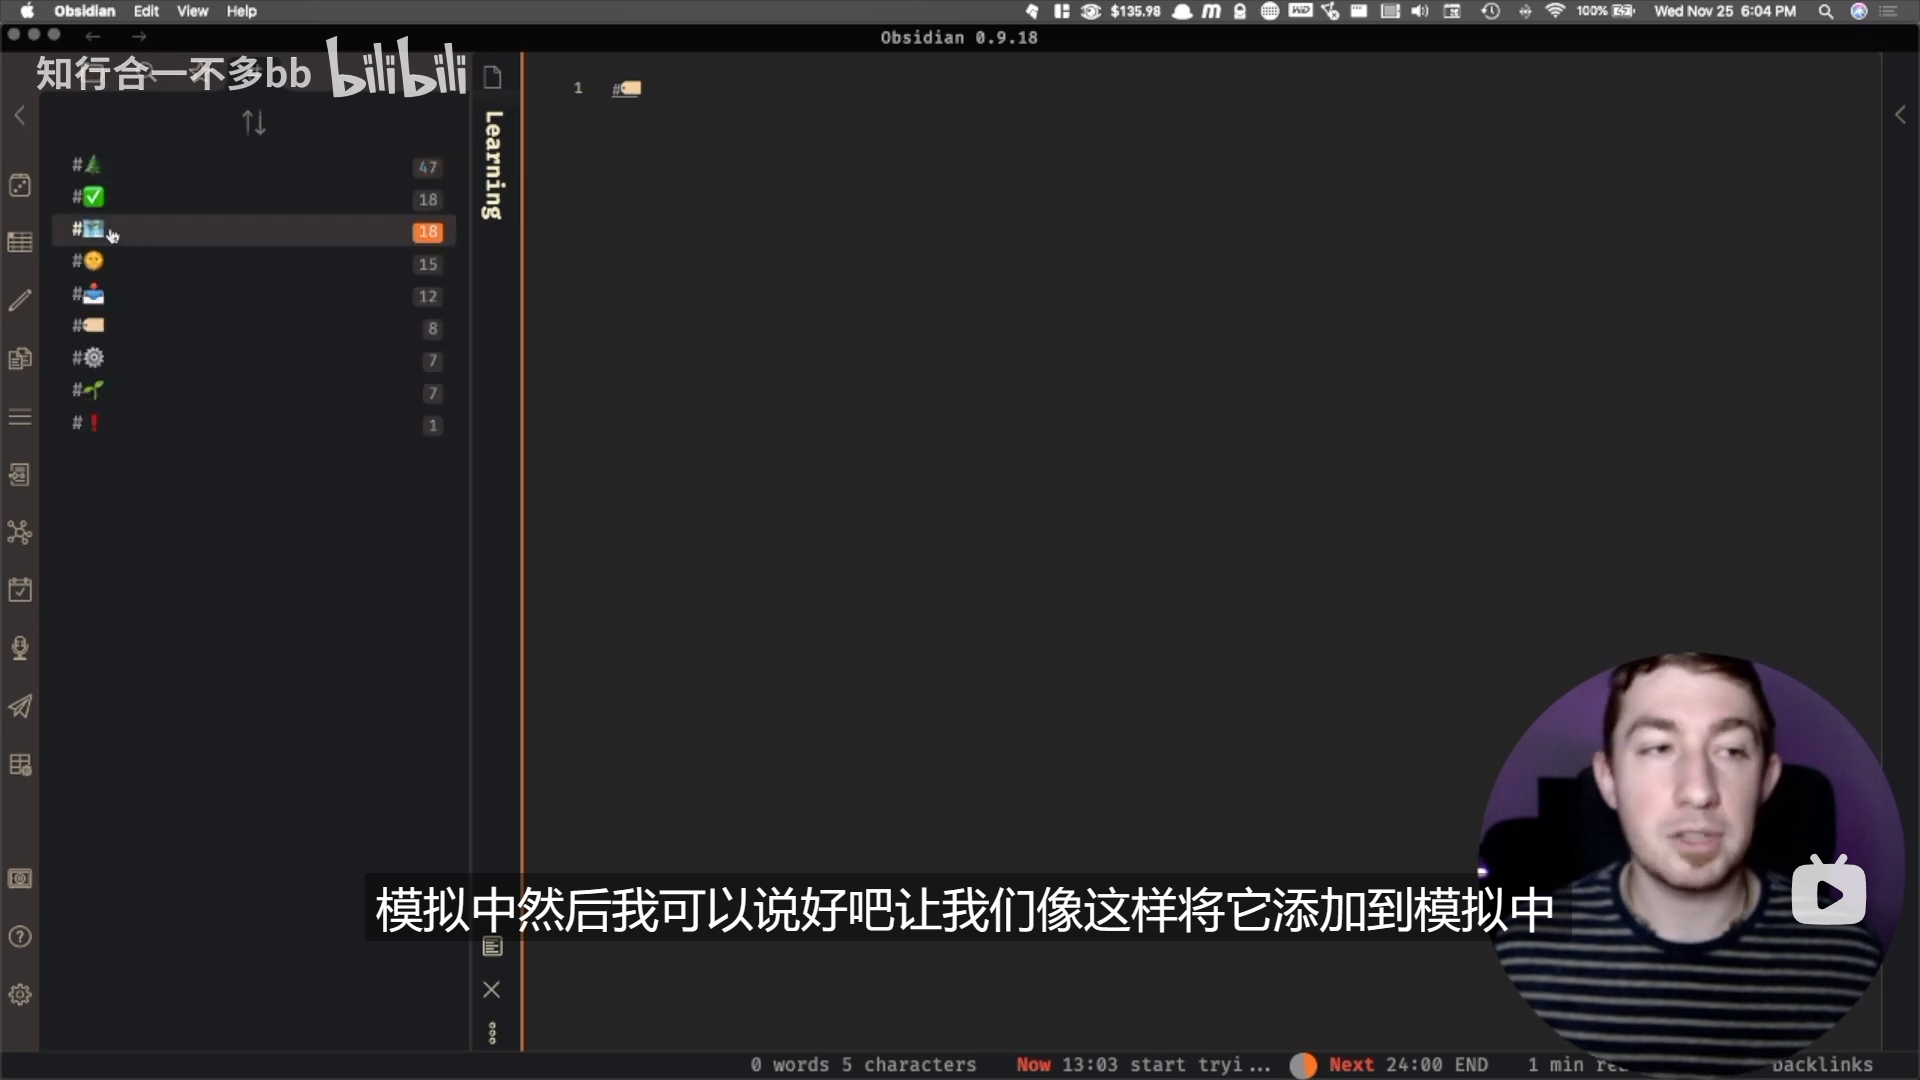 Obsidian Edit View Help
$135.98
100%
Wed Nov 25 6:04 PM
Obsidian 0.9.18
知行合一不多bb bilibili
#🌲 47
#✅ 18
#🗺️ 18
#🌞 15
#📥 12
#🏷️ 8
#⚙️ 7
#🌱 7
#❗ 1
Learning
1 #🏷️
模拟中然后我可以说好吧让我们像这样将它添加到模拟中
0 words 5 characters
Now 13:03 start tryi...
Next 24:00 END
1 min
backlinks